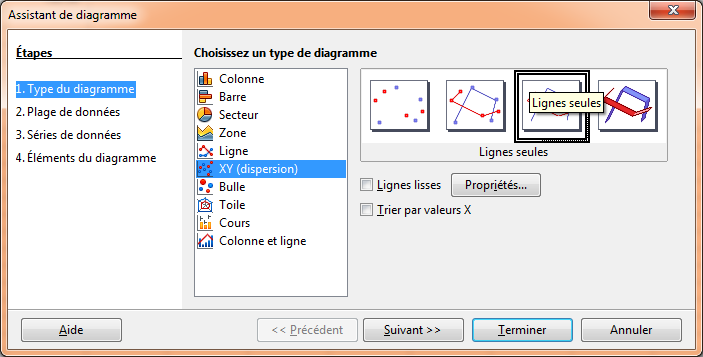 Assistant de diagramme
Étapes
1. Type du diagramme
2. Plage de données
3. Séries de données
4. Éléments du diagramme
Choisissez un type de diagramme
Colonne
Barre
Secteur
Zone
Ligne
XY (dispersion)
Bulle
Toile
Cours
Colonne et ligne
Lignes seules
Lignes seules
Lignes lisses
Propriétés...
Trier par valeurs X
Aide
<< Précédent
Suivant >>
Terminer
Annuler